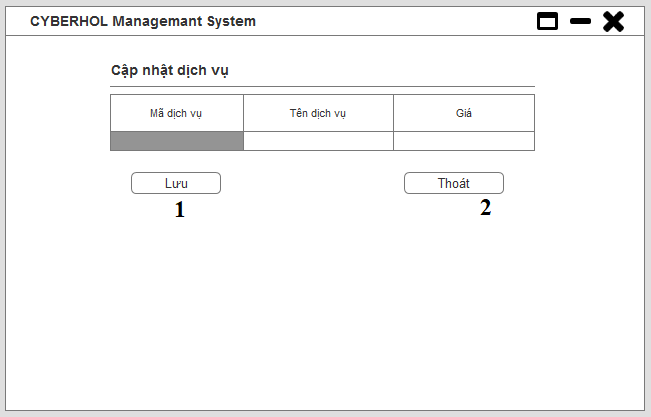 CYBERHOL Managemant System
Cập nhật dịch vụ
Mã dịch vụ Tên dịch vụ Giá
Lưu Thoát
1 2